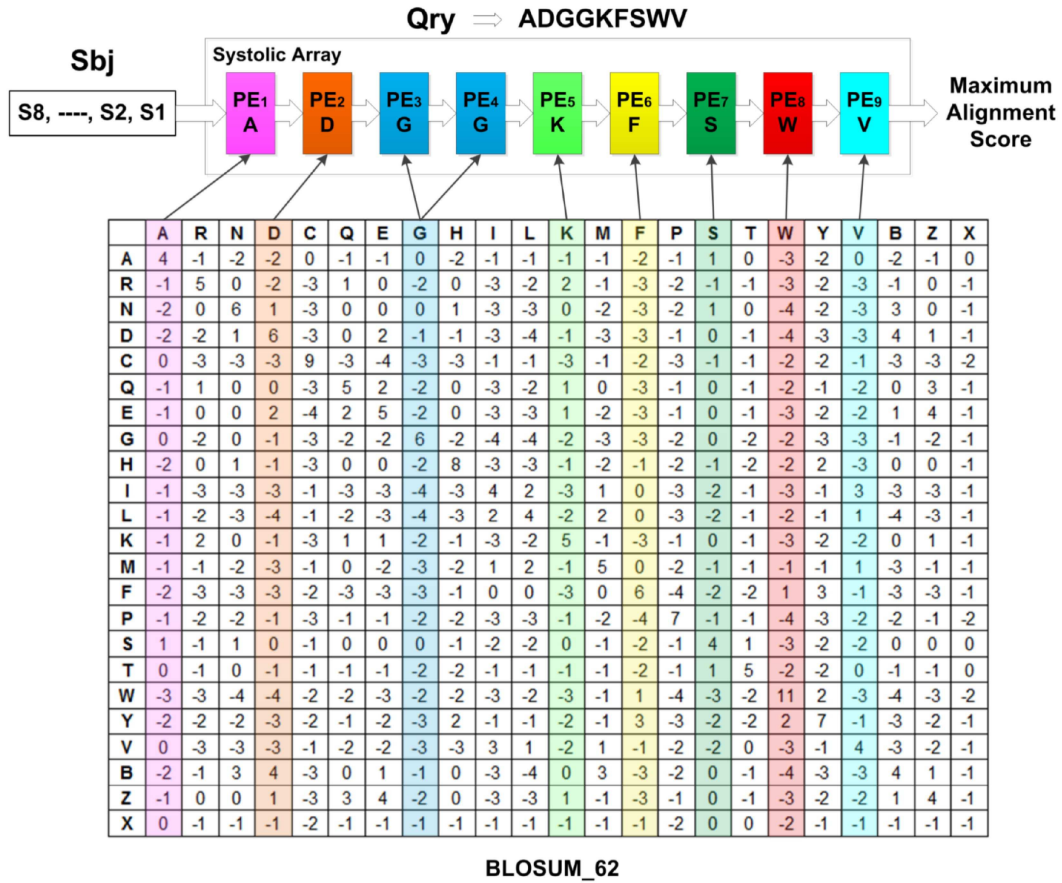 Qry ⇒ ADGGKFSWV
Sbj
Systolic Array
S8, ----, S2, S1
PE1 PE2 PE3 PE4 PE5 PE6 PE7 PE8 PE9
A D G G K F S W V
Maximum
Alignment
Score
A R N D C Q E G H I L K M F P S T W Y V B Z X
A 4 -1 -2 -2 0 -1 -1 0 -2 -1 -1 -1 -1 -2 -1 1 0 -3 -2 0 -2 -1 0
R -1 5 0 -2 -3 1 0 -2 0 -3 -2 2 -1 -3 -2 -1 -1 -3 -2 -3 -1 0 -1
N -2 0 6 1 -3 0 0 0 1 -3 -3 0 -2 -3 -2 1 0 -4 -2 -3 3 0 -1
D -2 -2 1 6 -3 0 2 -1 -1 -3 -4 -1 -3 -3 -1 0 -1 -4 -3 -3 4 1 -1
C 0 -3 -3 -3 9 -3 -4 -3 -3 -1 -1 -3 -1 -2 -3 -1 -1 -2 -2 -1 -3 -3 -2
Q -1 1 0 0 -3 5 2 -2 0 -3 -2 1 0 -3 -1 0 -1 -2 -1 -2 0 3 -1
E -1 0 0 2 -4 2 5 -2 0 -3 -3 1 -2 -3 -1 0 -1 -3 -2 -2 1 4 -1
G 0 -2 0 -1 -3 -2 -2 6 -2 -4 -4 -2 -3 -3 -2 0 -2 -2 -3 -3 -1 -2 -1
H -2 0 1 -1 -3 0 0 -2 8 -3 -3 -1 -2 -1 -2 -1 -2 -2 2 -3 0 0 -1
I -1 -3 -3 -3 -1 -3 -3 -4 -3 4 2 -3 1 0 -3 -2 -1 -3 -1 3 -3 -3 -1
L -1 -2 -3 -4 -1 -2 -3 -4 -3 2 4 -2 2 0 -3 -2 -1 -2 -1 1 -4 -3 -1
K -1 2 0 -1 -3 1 1 -2 -1 -3 -2 5 -1 -3 -1 0 -1 -3 -2 -2 0 1 -1
M -1 -1 -2 -3 -1 0 -2 -3 -2 1 2 -1 5 0 -2 -1 -1 -1 -1 1 -3 -1 -1
F -2 -3 -3 -3 -2 -3 -3 -3 -1 0 0 -3 0 6 -4 -2 -2 1 3 -1 -3 -3 -1
P -1 -2 -2 -1 -3 -1 -1 -2 -2 -3 -3 -1 -2 -4 7 -1 -1 -4 -3 -2 -2 -1 -2
S 1 -1 1 0 -1 0 0 0 -1 -2 -2 0 -1 -2 -1 4 1 -3 -2 -2 0 0 0
T 0 -1 0 -1 -1 -1 -1 -2 -2 -1 -1 -1 -1 -2 -1 1 5 -2 -2 0 -1 -1 0
W -3 -3 -4 -4 -2 -2 -3 -2 -2 -3 -2 -3 -1 1 -4 -3 -2 11 2 -3 -4 -3 -2
Y -2 -2 -2 -3 -2 -1 -2 -3 2 -1 -1 -2 -1 3 -3 -2 -2 2 7 -1 -3 -2 -1
V 0 -3 -3 -3 -1 -2 -2 -3 -3 3 1 -2 1 -1 -2 -2 0 -3 -1 4 -3 -2 -1
B -2 -1 3 4 -3 0 1 -1 0 -3 -4 0 3 -3 -2 0 -1 -4 -3 -3 4 1 -1
Z -1 0 0 1 -3 3 4 -2 0 -3 -3 1 -1 -3 -1 0 -1 -3 -2 -2 1 4 -1
X 0 -1 -1 -1 -2 -1 -1 -1 -1 -1 -1 -1 -1 -1 -2 0 0 -2 -1 -1 -1 -1 -1
BLOSUM_62